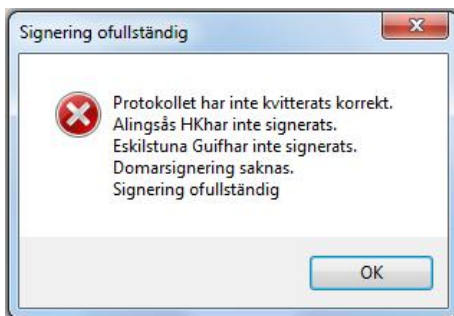 Signering ofullständig
Protokollet har inte kvitterats korrekt.
Alingsås HKhar inte signerats.
Eskilstuna Guifhar inte signerats.
Domarsignering saknas.
Signering ofullständig
OK